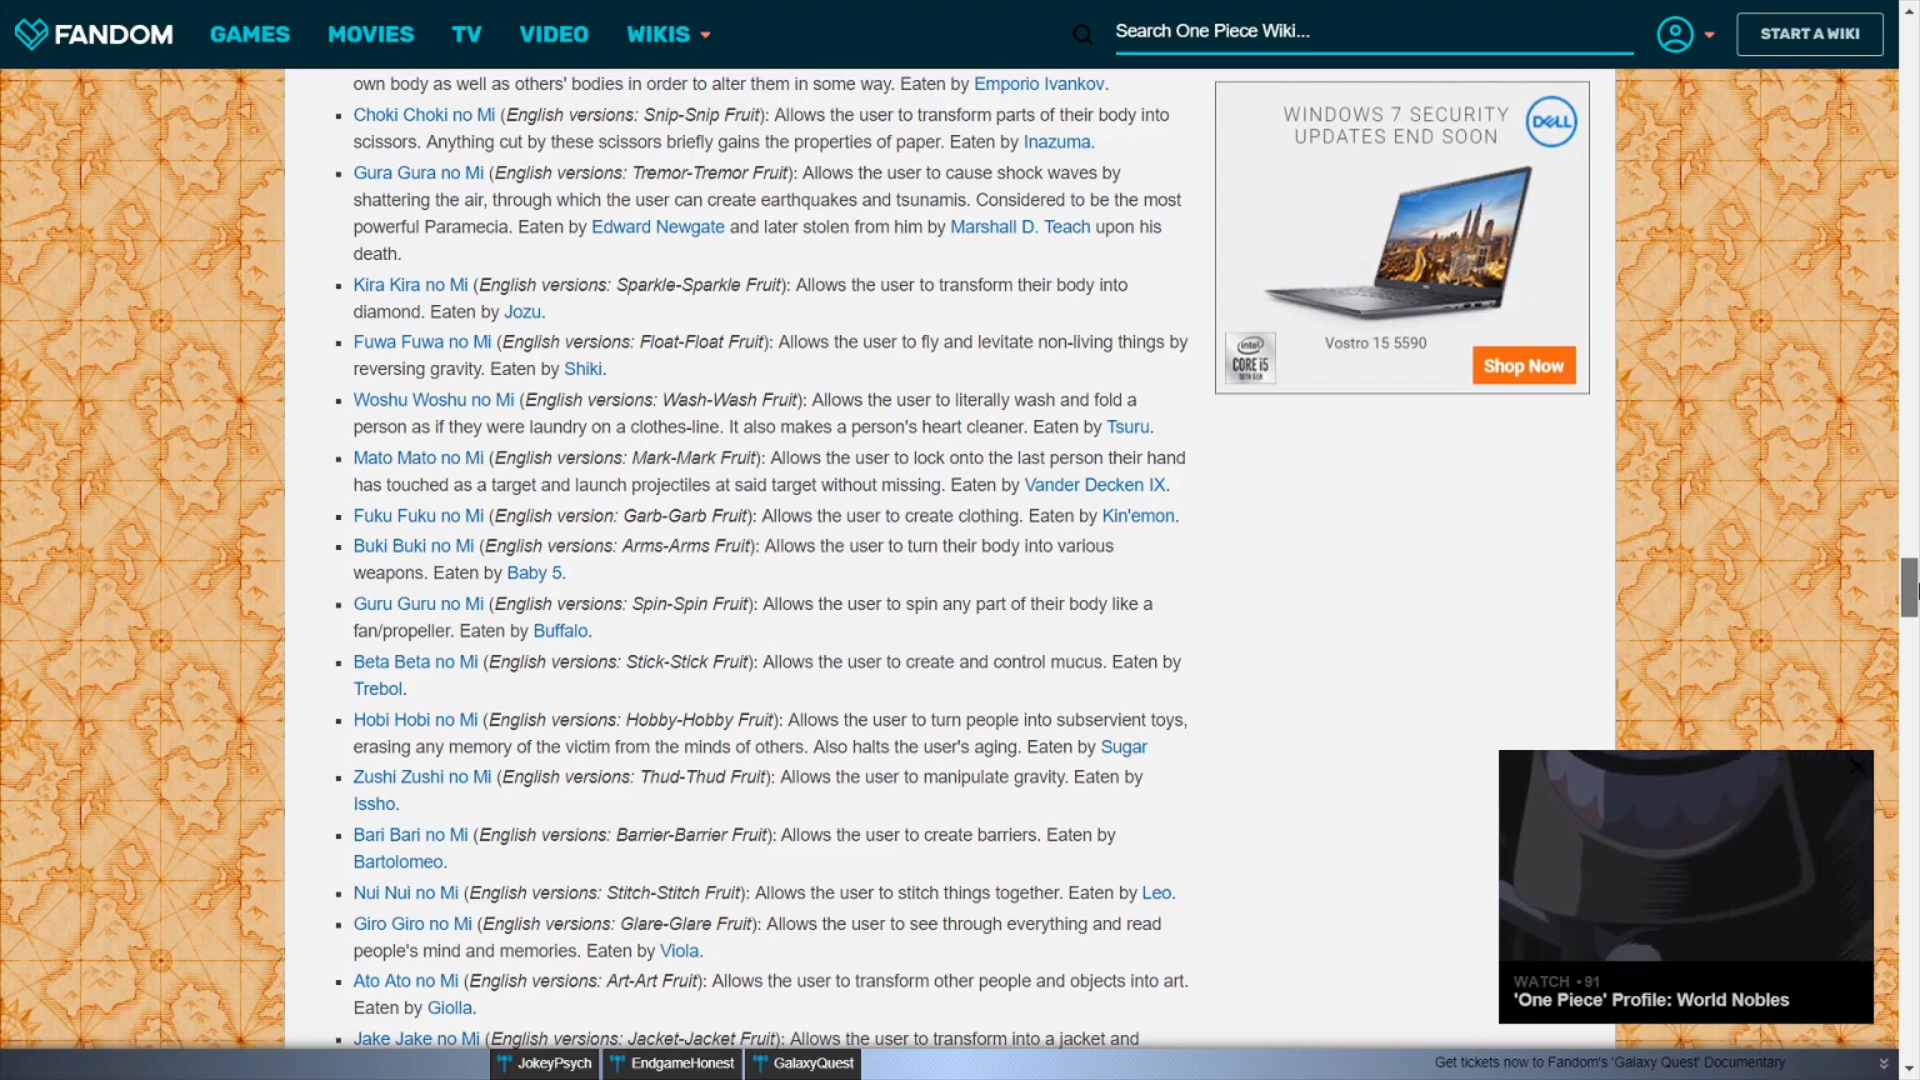 FANDOM GAMES MOVIES TV VIDEO WIKIS Search One Piece Wiki... START A WIKI
own body as well as others' bodies in order to alter them in some way. Eaten by Emporio Ivankov.
Choki Choki no Mi (English versions: Snip-Snip Fruit): Allows the user to transform parts of their body into
scissors. Anything cut by these scissors briefly gains the properties of paper. Eaten by Inazuma.
Gura Gura no Mi (English versions: Tremor-Tremor Fruit): Allows the user to cause shock waves by
shattering the air, through which the user can create earthquakes and tsunamis. Considered to be the most
powerful Paramecia. Eaten by Edward Newgate and later stolen from him by Marshall D. Teach upon his
death.
Kira Kira no Mi (English versions: Sparkle-Sparkle Fruit): Allows the user to transform their body into
diamond. Eaten by Jozu.
Fuwa Fuwa no Mi (English versions: Float-Float Fruit): Allows the user to fly and levitate non-living things by
reversing gravity. Eaten by Shiki.
Woshu Woshu no Mi (English versions: Wash-Wash Fruit): Allows the user to literally wash and fold a
person as if they were laundry on a clothes-line. It also makes a person's heart cleaner. Eaten by Tsuru.
Mato Mato no Mi (English versions: Mark-Mark Fruit): Allows the user to lock onto the last person their hand
has touched as a target and launch projectiles at said target without missing. Eaten by Vander Decken IX.
Fuku Fuku no Mi (English version: Garb-Garb Fruit): Allows the user to create clothing. Eaten by Kin'emon.
Buki Buki no Mi (English versions: Arms-Arms Fruit): Allows the user to turn their body into various
weapons. Eaten by Baby 5.
Guru Guru no Mi (English versions: Spin-Spin Fruit): Allows the user to spin any part of their body like a
fan/propeller. Eaten by Buffalo.
Beta Beta no Mi (English versions: Stick-Stick Fruit): Allows the user to create and control mucus. Eaten by
Trebol.
Hobi Hobi no Mi (English versions: Hobby-Hobby Fruit): Allows the user to turn people into subservient toys,
erasing any memory of the victim from the minds of others. Also halts the user's aging. Eaten by Sugar
Zushi Zushi no Mi (English versions: Thud-Thud Fruit): Allows the user to manipulate gravity. Eaten by
Issho.
Bari Bari no Mi (English versions: Barrier-Barrier Fruit): Allows the user to create barriers. Eaten by
Bartolomeo.
Nui Nui no Mi (English versions: Stitch-Stitch Fruit): Allows the user to stitch things together. Eaten by Leo.
Giro Giro no Mi (English versions: Glare-Glare Fruit): Allows the user to see through everything and read
people's mind and memories. Eaten by Viola.
Ato Ato no Mi (English versions: Art-Art Fruit): Allows the user to transform other people and objects into art.
Eaten by Giolla.
Jake Jake no Mi (English versions: Jacket-Jacket Fruit): Allows the user to transform into a jacket and
WINDOWS 7 SECURITY
UPDATES END SOON
DELL
Vostro 15 5590
intel
CORE i5
10TH GEN
Shop Now
WATCH • 91
'One Piece' Profile: World Nobles
JokeyPsych EndgameHonest GalaxyQuest Get tickets now to Fandom's 'Galaxy Quest' Documentary